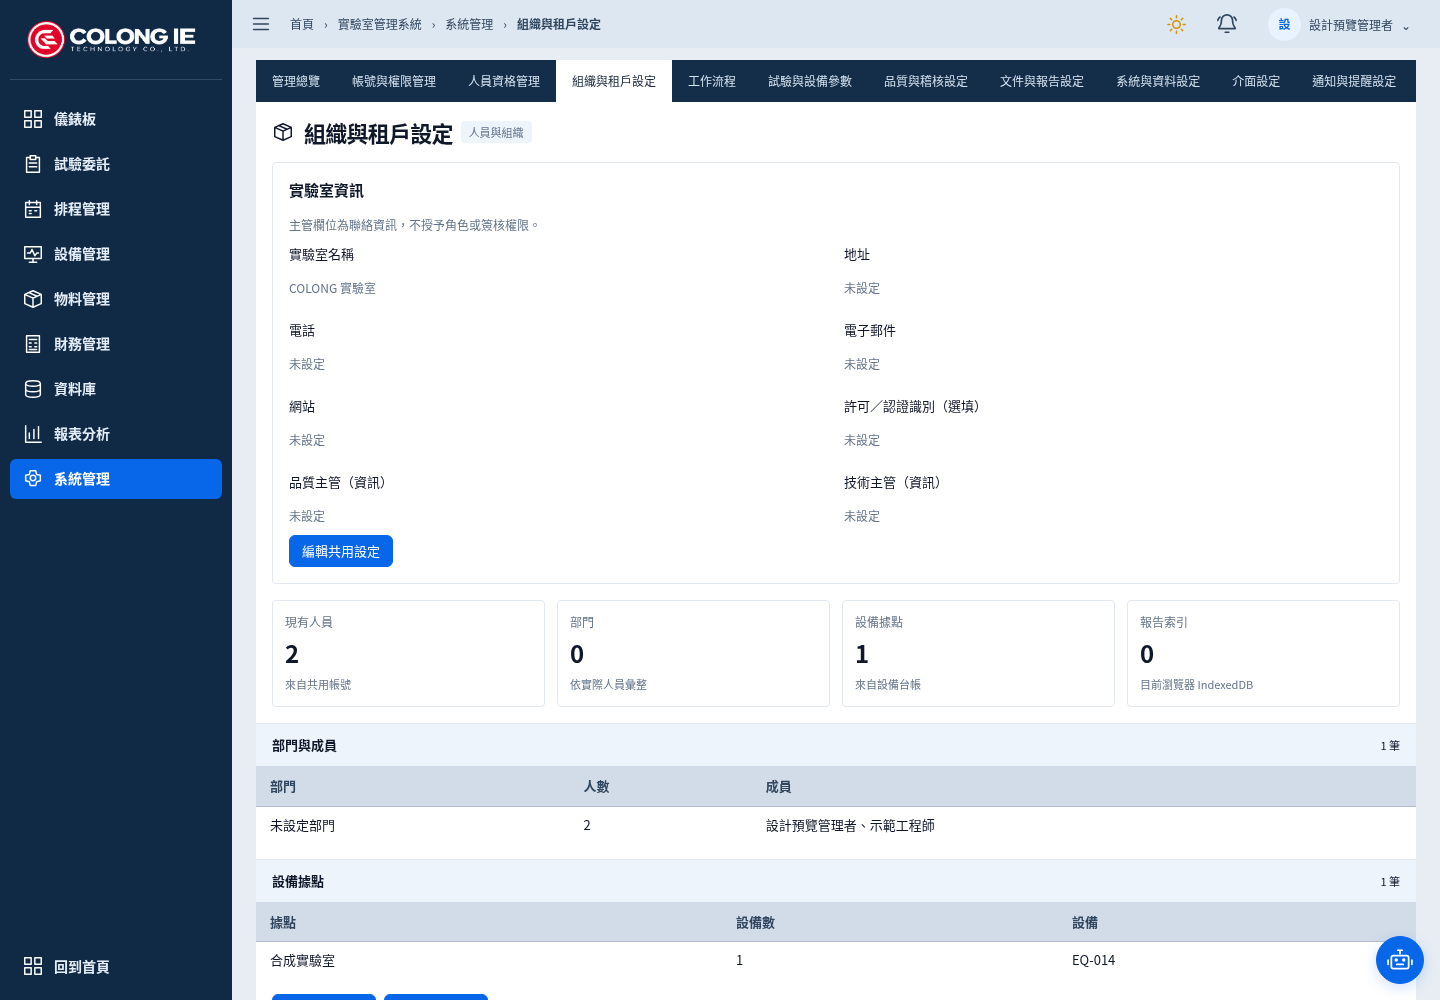 COLONG IE
TECHNOLOGY CO., LTD.
儀錶板
試驗委託
排程管理
設備管理
物料管理
財務管理
資料庫
報表分析
系統管理
回到首頁
首頁 › 實驗室管理系統 › 系統管理 › 組織與租戶設定
設 設計預覽管理者
管理總覽 帳號與權限管理 人員資格管理 組織與租戶設定 工作流程 試驗與設備參數 品質與稽核設定 文件與報告設定 系統與資料設定 介面設定 通知與提醒設定
組織與租戶設定 人員與組織
實驗室資訊
主管欄位為聯絡資訊，不授予角色或簽核權限。
實驗室名稱 地址
COLONG 實驗室 未設定
電話 電子郵件
未設定 未設定
網站 許可／認證識別（選填）
未設定 未設定
品質主管（資訊） 技術主管（資訊）
未設定 未設定
編輯共用設定
現有人員 部門 設備據點 報告索引
2 0 1 0
來自共用帳號 依實際人員彙整 來自設備台帳 目前瀏覽器 IndexedDB
部門與成員 1 筆
部門 人數 成員
未設定部門 2 設計預覽管理者、示範工程師
設備據點 1 筆
據點 設備數 設備
合成實驗室 1 EQ-014